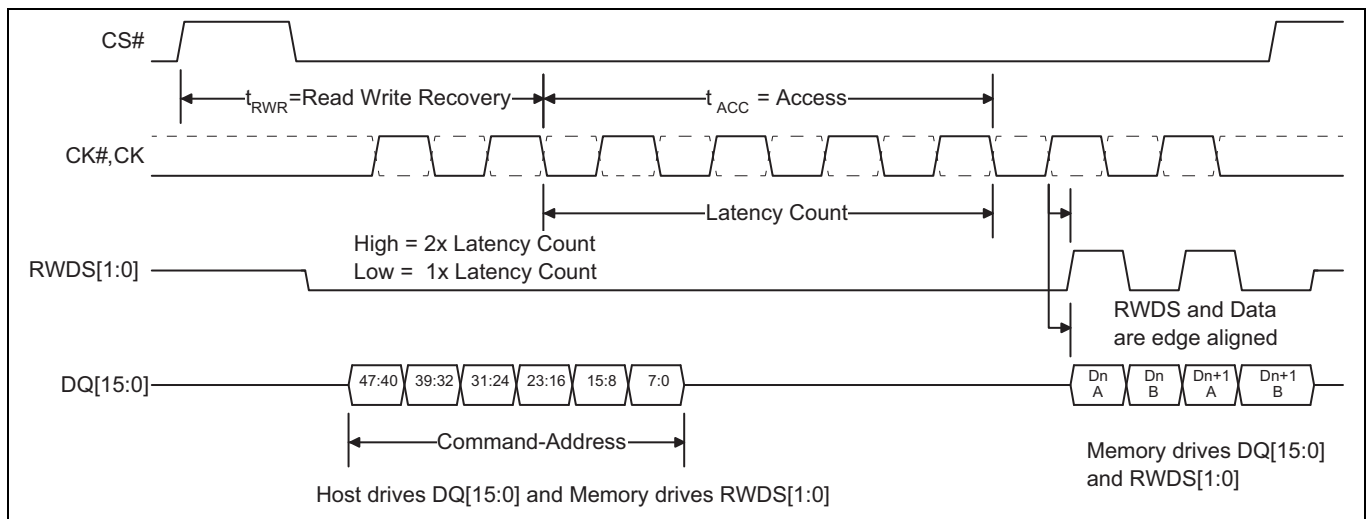 CS#
tRWR=Read Write Recovery
tACC = Access
CK#,CK
Latency Count
High = 2x Latency Count
Low = 1x Latency Count
RWDS[1:0]
RWDS and Data
are edge aligned
DQ[15:0]
47:40 39:32 31:24 23:16 15:8 7:0
Dn A
Dn B
Dn+1 A
Dn+1 B
Command-Address
Memory drives DQ[15:0]
and RWDS[1:0]
Host drives DQ[15:0] and Memory drives RWDS[1:0]